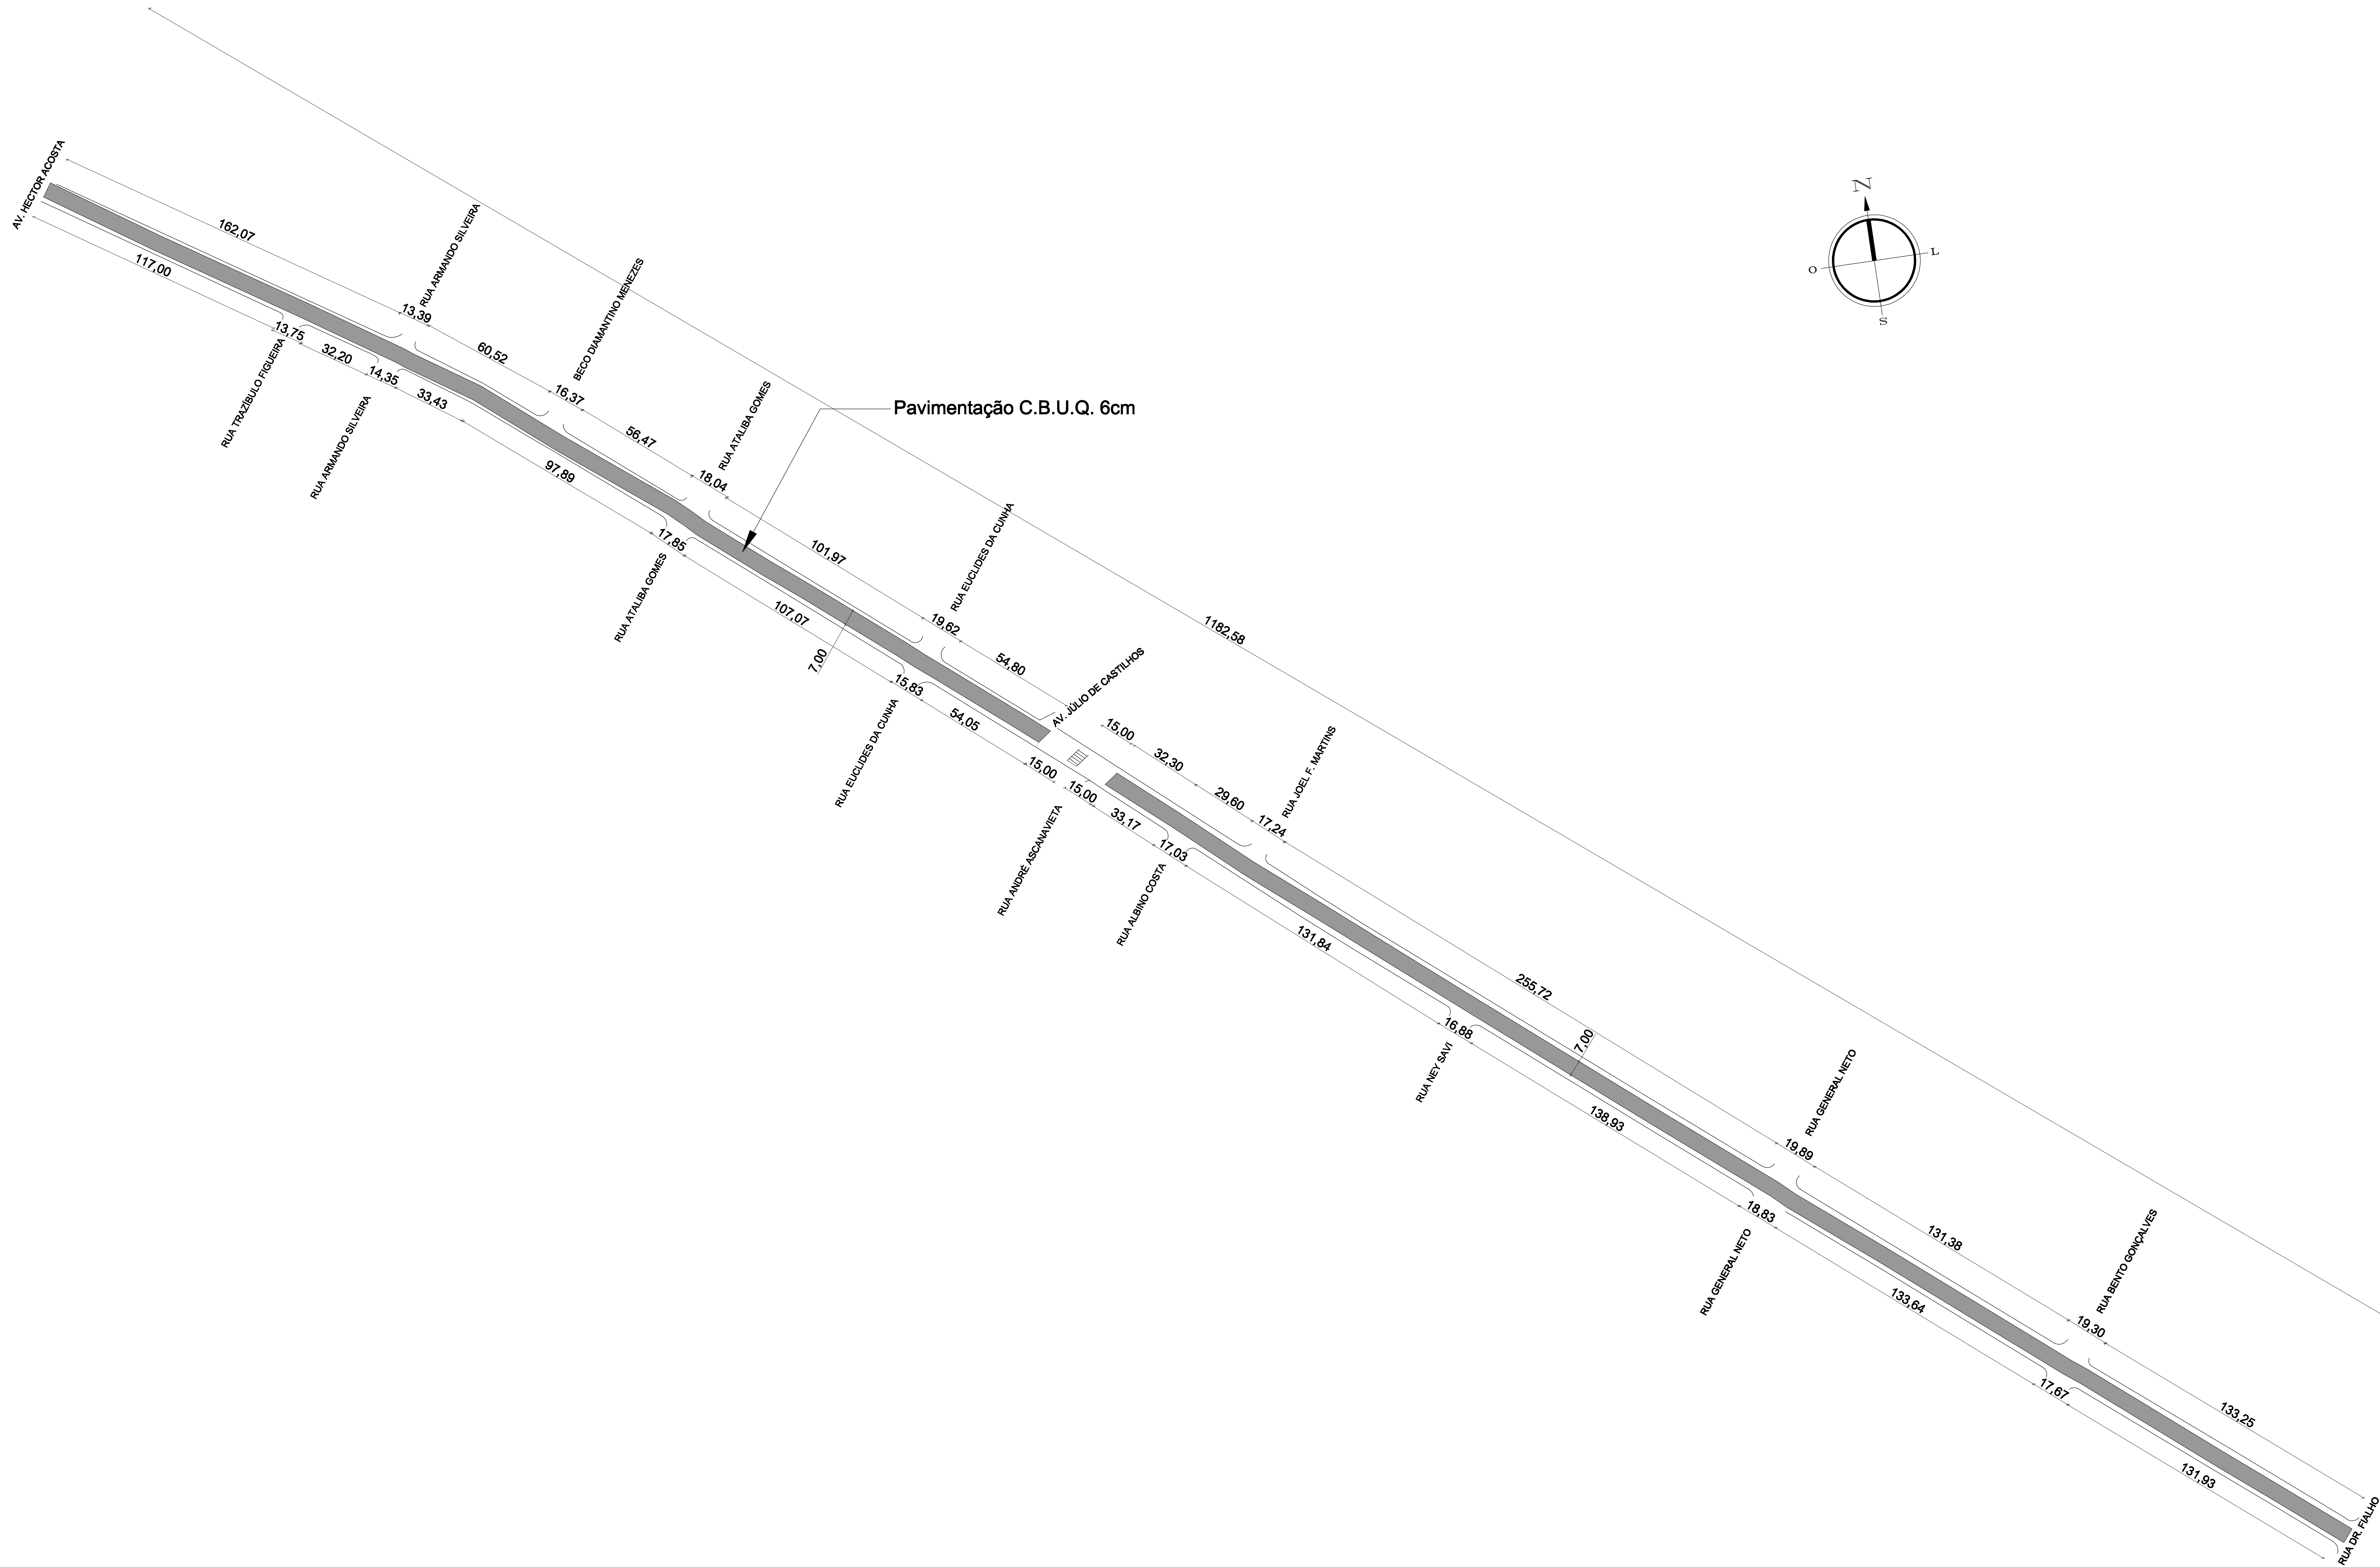 AV. HECTOR ACOSTA
162,07
117,00
13,39
RUA ARMANDO SILVEIRA
13,75
RUA TRAZÍBULO FIGUEIRA
32,20
14,35
RUA ARMANDO SILVEIRA
33,43
60,52
BECO DIAMANTINO MENEZES
16,37
56,47
RUA ATALIBA GOMES
18,04
97,89
17,85
RUA ATALIBA GOMES
Pavimentação C.B.U.Q. 6cm
101,97
107,07
7,00
RUA EUCLIDES DA CUNHA
19,62
54,80
15,83
RUA EUCLIDES DA CUNHA
54,05
AV. JÚLIO DE CASTILHOS
1182,58
15,00
15,00
15,00
RUA ANDRÉ ASCANAVIETA
32,30
29,60
RUA JOEL F. MARTINS
17,24
33,17
17,03
RUA ALBINO COSTA
131,84
255,72
16,88
RUA NEY SAVI
7,00
138,93
RUA GENERAL NETO
19,89
18,83
RUA GENERAL NETO
131,38
133,64
RUA BENTO GONÇALVES
19,30
17,67
133,25
131,93
RUA DR. FIALHO
N
O
L
S